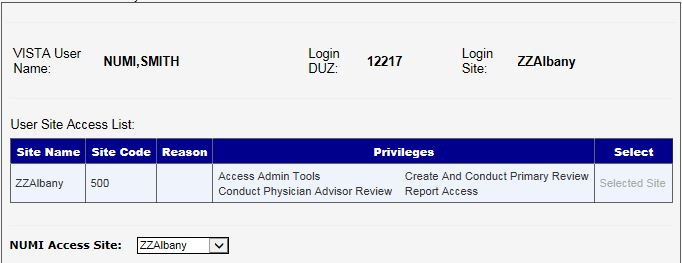 VISTA User Name: NUMI,SMITH Login DUZ: 12217 Login Site: ZZAlbany
User Site Access List:
Site Name Site Code Reason Privileges Select
ZZAlbany 500 Access Admin Tools Create And Conduct Primary Review Selected Site
Conduct Physician Advisor Review Report Access
NUMI Access Site: ZZAlbany